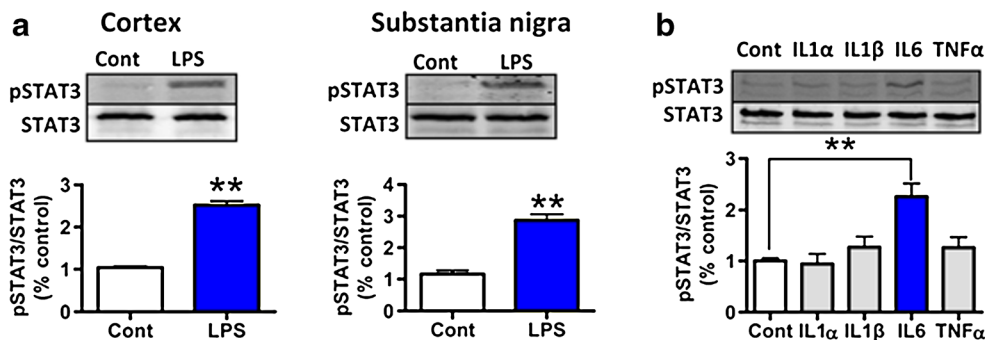 a
Cortex
Cont LPS
pSTAT3
STAT3
pSTAT3/STAT3
(% control)
3
2
1
0
**
Cont LPS
Substantia nigra
Cont LPS
pSTAT3
STAT3
pSTAT3/STAT3
(% control)
4
3
2
1
0
**
Cont LPS
b
Cont IL1α IL1β IL6 TNFα
pSTAT3
STAT3
pSTAT3/STAT3
(% control)
3
2
1
0
**
Cont IL1α IL1β IL6 TNFα